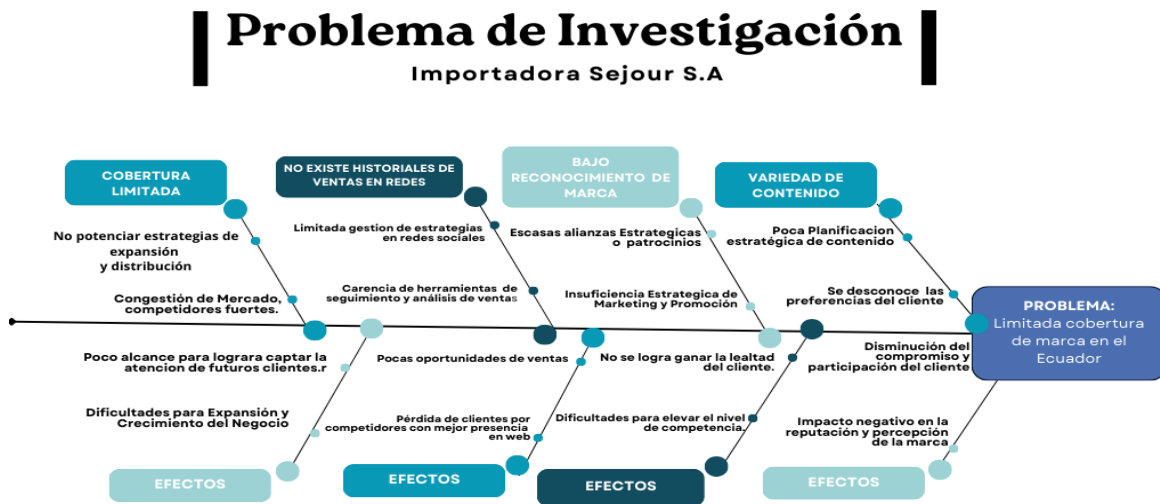 Problema de Investigación
Importadora Sejour S.A
COBERTURA
LIMITADA
No potenciar estrategias de
expansión
y distribución
Congestión de Mercado,
competidores fuertes.
NO EXISTE HISTORIALES DE
VENTAS EN REDES
Limitada gestion de estrategias
en redes sociales
Carencia de herramientas de
seguimiento y análisis de ventas
BAJO
RECONOCIMIENTO DE
MARCA
Escasas alianzas Estrategicas
o patrocinios
Insuficiencia Estrategica de
Marketing y Promoción
VARIEDAD DE
CONTENIDO
Poca Planificacion
estratégica de contenido
Se desconoce las
preferencias del cliente
PROBLEMA:
Limitada cobertura
de marca en el
Ecuador
Poco alcance para lograra captar la
atencion de futuros clientes.r
Dificultades para Expansión y
Crecimiento del Negocio
EFECTOS
Pocas oportunidades de ventas
Pérdida de clientes por
competidores con mejor presencia
en web
EFECTOS
No se logra ganar la lealtad
del cliente.
Dificultades para elevar el nivel
de competencia.
EFECTOS
Disminución del
compromiso y
participación del cliente
Impacto negativo en la
reputación y percepción
de la marca
EFECTOS